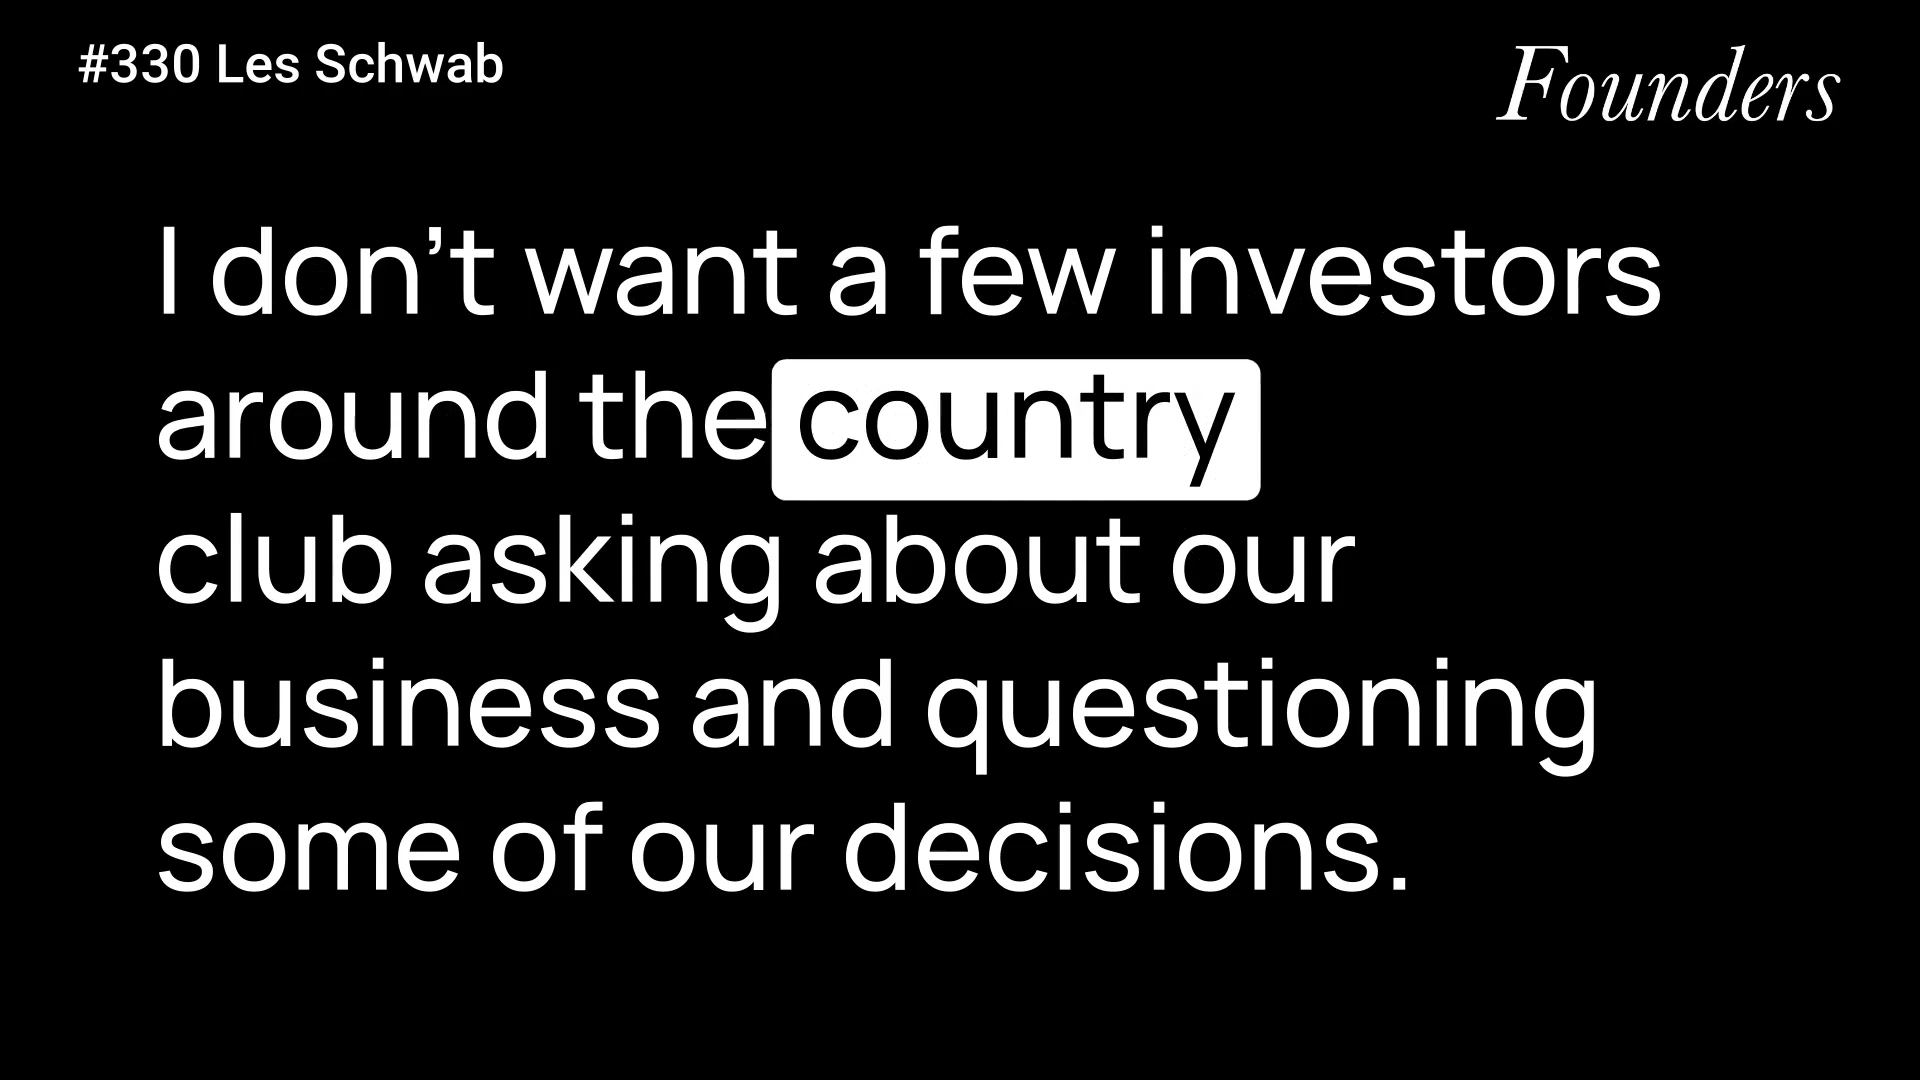 #330 Les Schwab
Founders
I don’t want a few investors
around the country
club asking about our
business and questioning
some of our decisions.